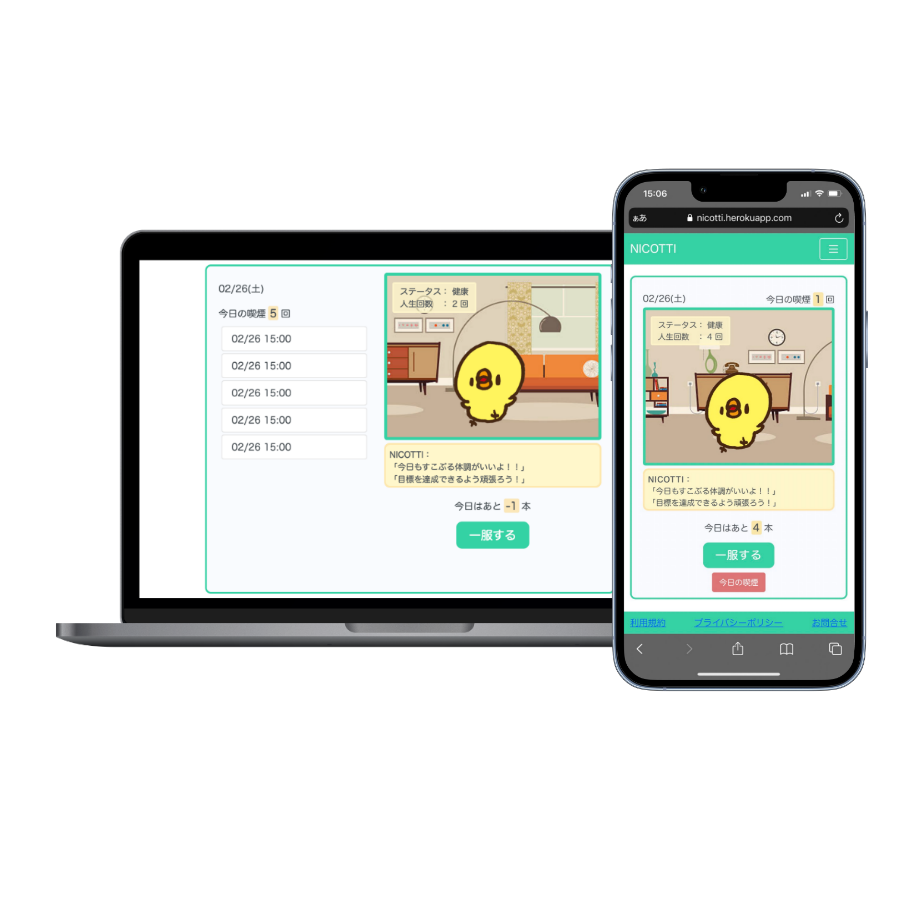 02/26(土)
今日の喫煙 5 回
02/26 15:00
02/26 15:00
02/26 15:00
02/26 15:00
02/26 15:00
ステータス： 健康
人生回数 ： 2 回
NICOTTI：
「今日もすこぶる体調がいいよ！！」
「目標を達成できるよう頑張ろう！」
今日はあと -1 本
一服する
15:06
ぁあ nicotti.herokuapp.com
NICOTTI
02/26(土) 今日の喫煙 1 回
ステータス： 健康
人生回数 ： 4 回
NICOTTI：
「今日もすこぶる体調がいいよ！！」
「目標を達成できるよう頑張ろう！」
今日はあと 4 本
一服する
今日の喫煙
利用規約 プライバシーポリシー お問合せ